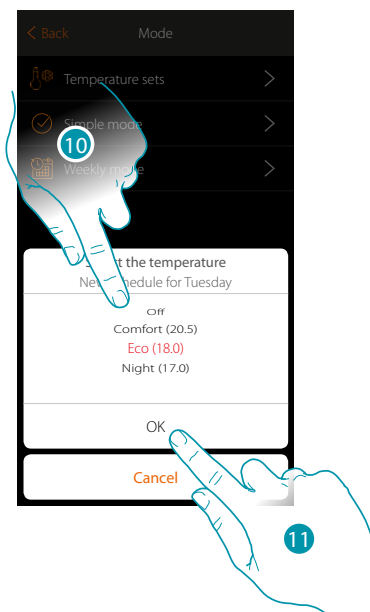 Back Mode
Temperature sets
Simple mode
10
Weekly mode
the temperature
New schedule for Tuesday
Off
Comfort (20.5)
Eco (18.0)
Night (17.0)
OK
Cancel
11